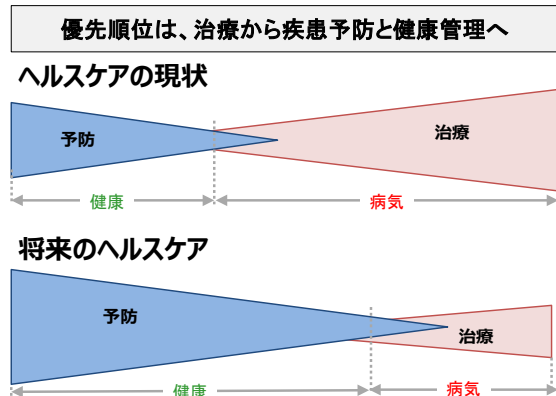 優先順位は、治療から疾患予防と健康管理へ
ヘルスケアの現状
予防
治療
健康
病気
将来のヘルスケア
予防
治療
健康
病気